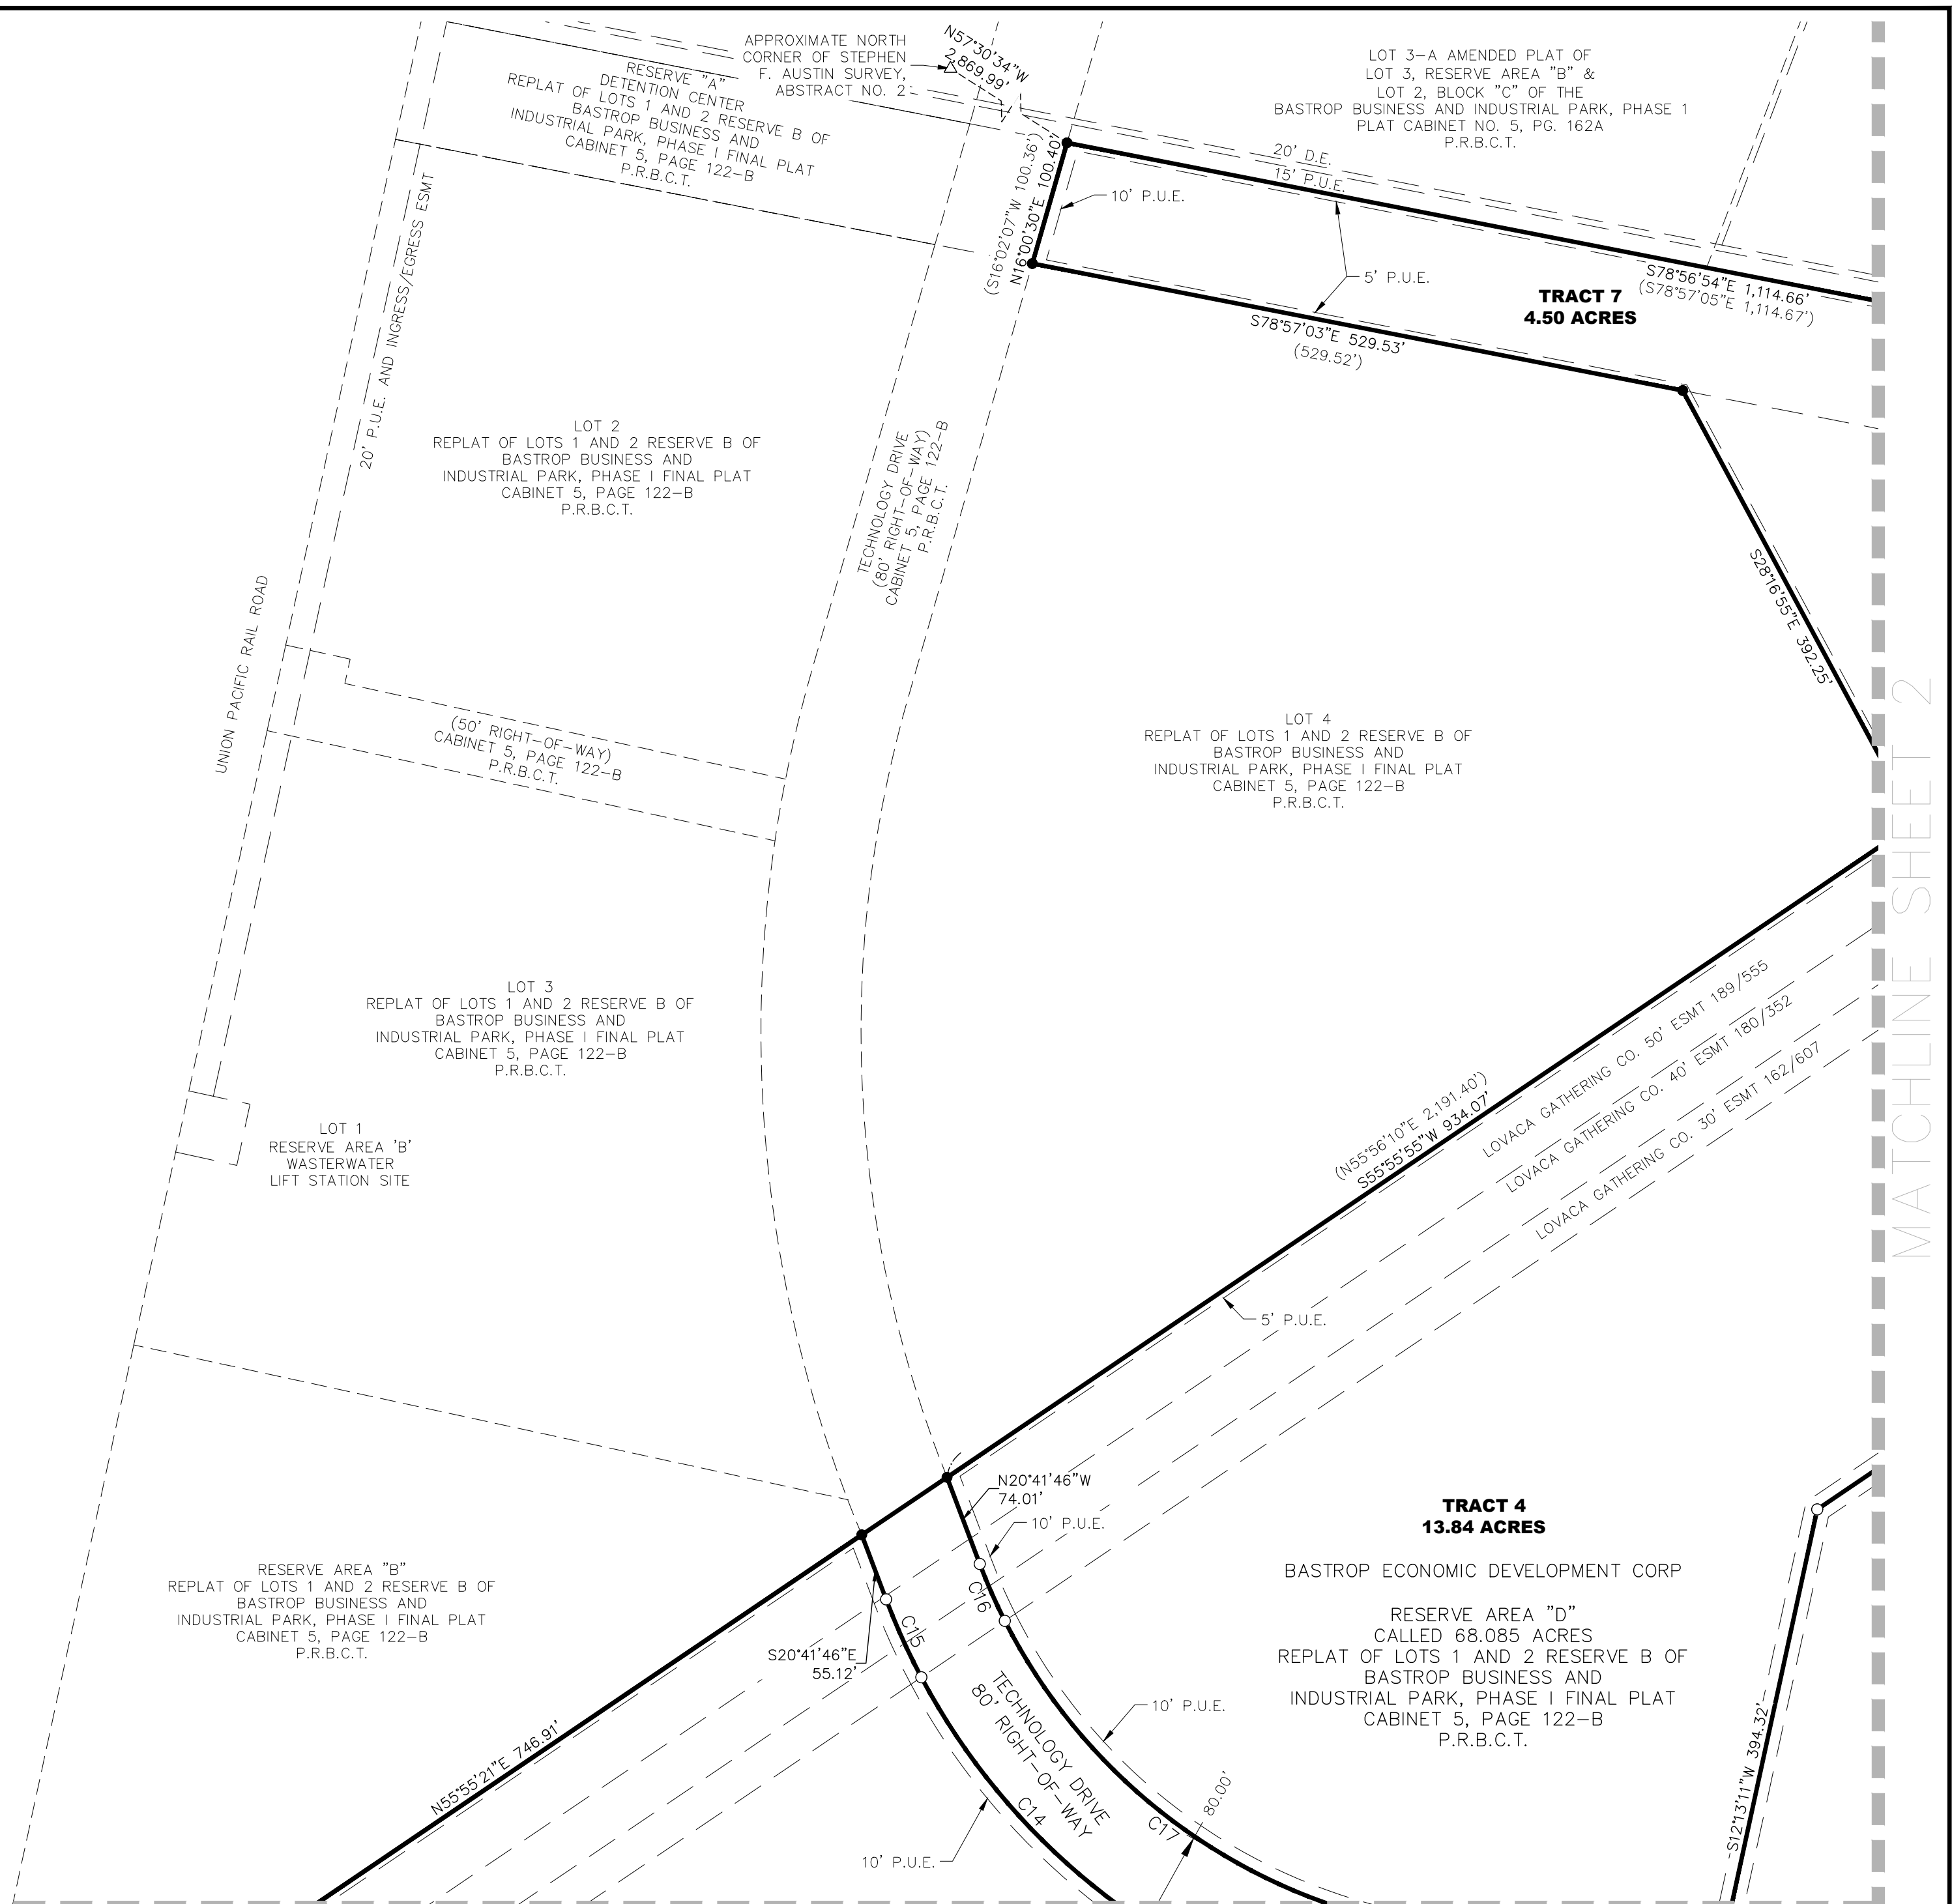 APPROXIMATE NORTH
CORNER OF STEPHEN
F. AUSTIN SURVEY,
ABSTRACT NO. 2
N57°30'34"W
2,869.99'
LOT 3-A AMENDED PLAT OF
LOT 3, RESERVE AREA "B" &
LOT 2, BLOCK "C" OF THE
BASTROP BUSINESS AND INDUSTRIAL PARK, PHASE 1
PLAT CABINET NO. 5, PG. 162A
P.R.B.C.T.
RESERVE "A"
DETENTION CENTER
REPLAT OF LOTS 1 AND 2 RESERVE B OF
BASTROP BUSINESS AND
INDUSTRIAL PARK, PHASE I FINAL PLAT
CABINET 5, PAGE 122-B
P.R.B.C.T.
20' P.U.E. AND INGRESS/EGRESS ESMT
(S16°02'07"W 100.36')
N16°00'30"E 100.40'
10' P.U.E.
20' D.E.
15' P.U.E.
5' P.U.E.
S78°56'54"E 1,114.66'
(S78°57'05"E 1,114.67')
TRACT 7
4.50 ACRES
S78°57'03"E 529.53'
(529.52')
LOT 2
REPLAT OF LOTS 1 AND 2 RESERVE B OF
BASTROP BUSINESS AND
INDUSTRIAL PARK, PHASE I FINAL PLAT
CABINET 5, PAGE 122-B
P.R.B.C.T.
TECHNOLOGY DRIVE
(80' RIGHT-OF-WAY)
CABINET 5, PAGE 122-B
P.R.B.C.T.
S28°16'55"E 392.25'
UNION PACIFIC RAIL ROAD
(50' RIGHT-OF-WAY)
CABINET 5, PAGE 122-B
P.R.B.C.T.
LOT 4
REPLAT OF LOTS 1 AND 2 RESERVE B OF
BASTROP BUSINESS AND
INDUSTRIAL PARK, PHASE I FINAL PLAT
CABINET 5, PAGE 122-B
P.R.B.C.T.
MATCHLINE SHEET 2
LOT 3
REPLAT OF LOTS 1 AND 2 RESERVE B OF
BASTROP BUSINESS AND
INDUSTRIAL PARK, PHASE I FINAL PLAT
CABINET 5, PAGE 122-B
P.R.B.C.T.
LOT 1
RESERVE AREA 'B'
WASTERWATER
LIFT STATION SITE
(N55°56'10"E 2,191.40')
S55°55'55"W 934.07'
LOVACA GATHERING CO. 50' ESMT 189/555
LOVACA GATHERING CO. 40' ESMT 180/352
LOVACA GATHERING CO. 30' ESMT 162/607
5' P.U.E.
N20°41'46"W
74.01'
10' P.U.E.
TRACT 4
13.84 ACRES
BASTROP ECONOMIC DEVELOPMENT CORP
RESERVE AREA "D"
CALLED 68.085 ACRES
REPLAT OF LOTS 1 AND 2 RESERVE B OF
BASTROP BUSINESS AND
INDUSTRIAL PARK, PHASE I FINAL PLAT
CABINET 5, PAGE 122-B
P.R.B.C.T.
RESERVE AREA "B"
REPLAT OF LOTS 1 AND 2 RESERVE B OF
BASTROP BUSINESS AND
INDUSTRIAL PARK, PHASE I FINAL PLAT
CABINET 5, PAGE 122-B
P.R.B.C.T.
C16
C15
S20°41'46"E
55.12'
TECHNOLOGY DRIVE
80' RIGHT-OF-WAY
10' P.U.E.
N55°55'21"E 746.91'
C14
C17
80.00'
S12°13'11"W 394.32'
10' P.U.E.